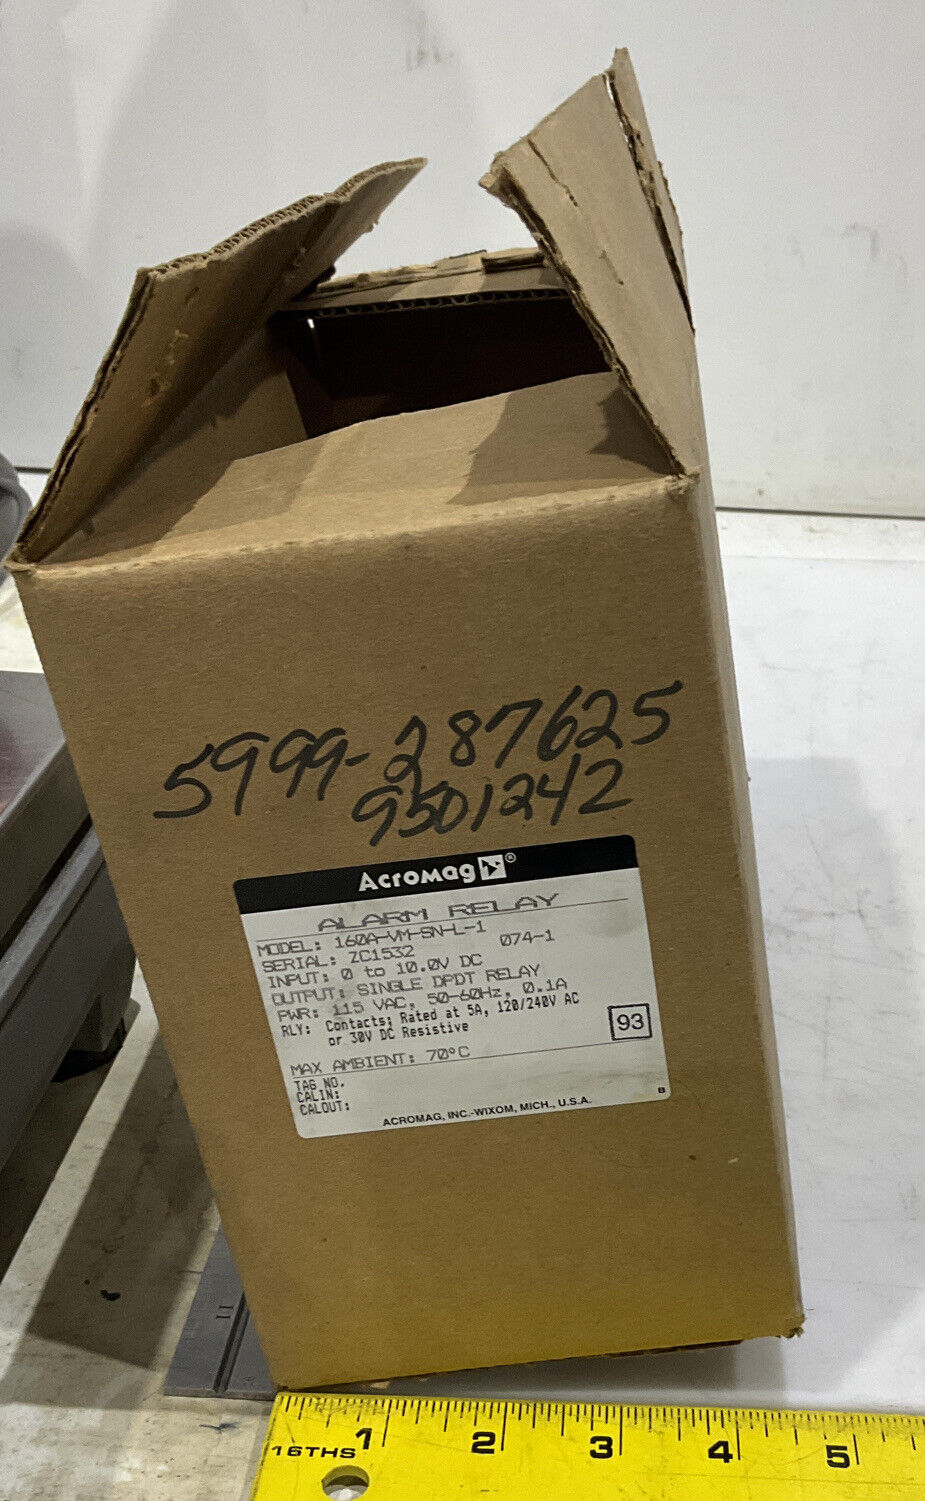 5999-287625
9501242
Acromag ®
ALARM RELAY
MODEL: 160A-VM-SN-L-1
SERIAL: ZC1532 074-1
INPUT: 0 to 10.0V DC
OUTPUT: SINGLE DPDT RELAY
PWR: 115 VAC, 50-60Hz, 0.1A
RLY: Contacts; Rated at 5A, 120/240V AC
or 30V DC Resistive
93
MAX AMBIENT: 70°C
TAG NO.
CALIN:
CALOUT:
B
ACROMAG, INC.-WIXOM, MICH., U.S.A.
11
16THS 1 2 3 4 5